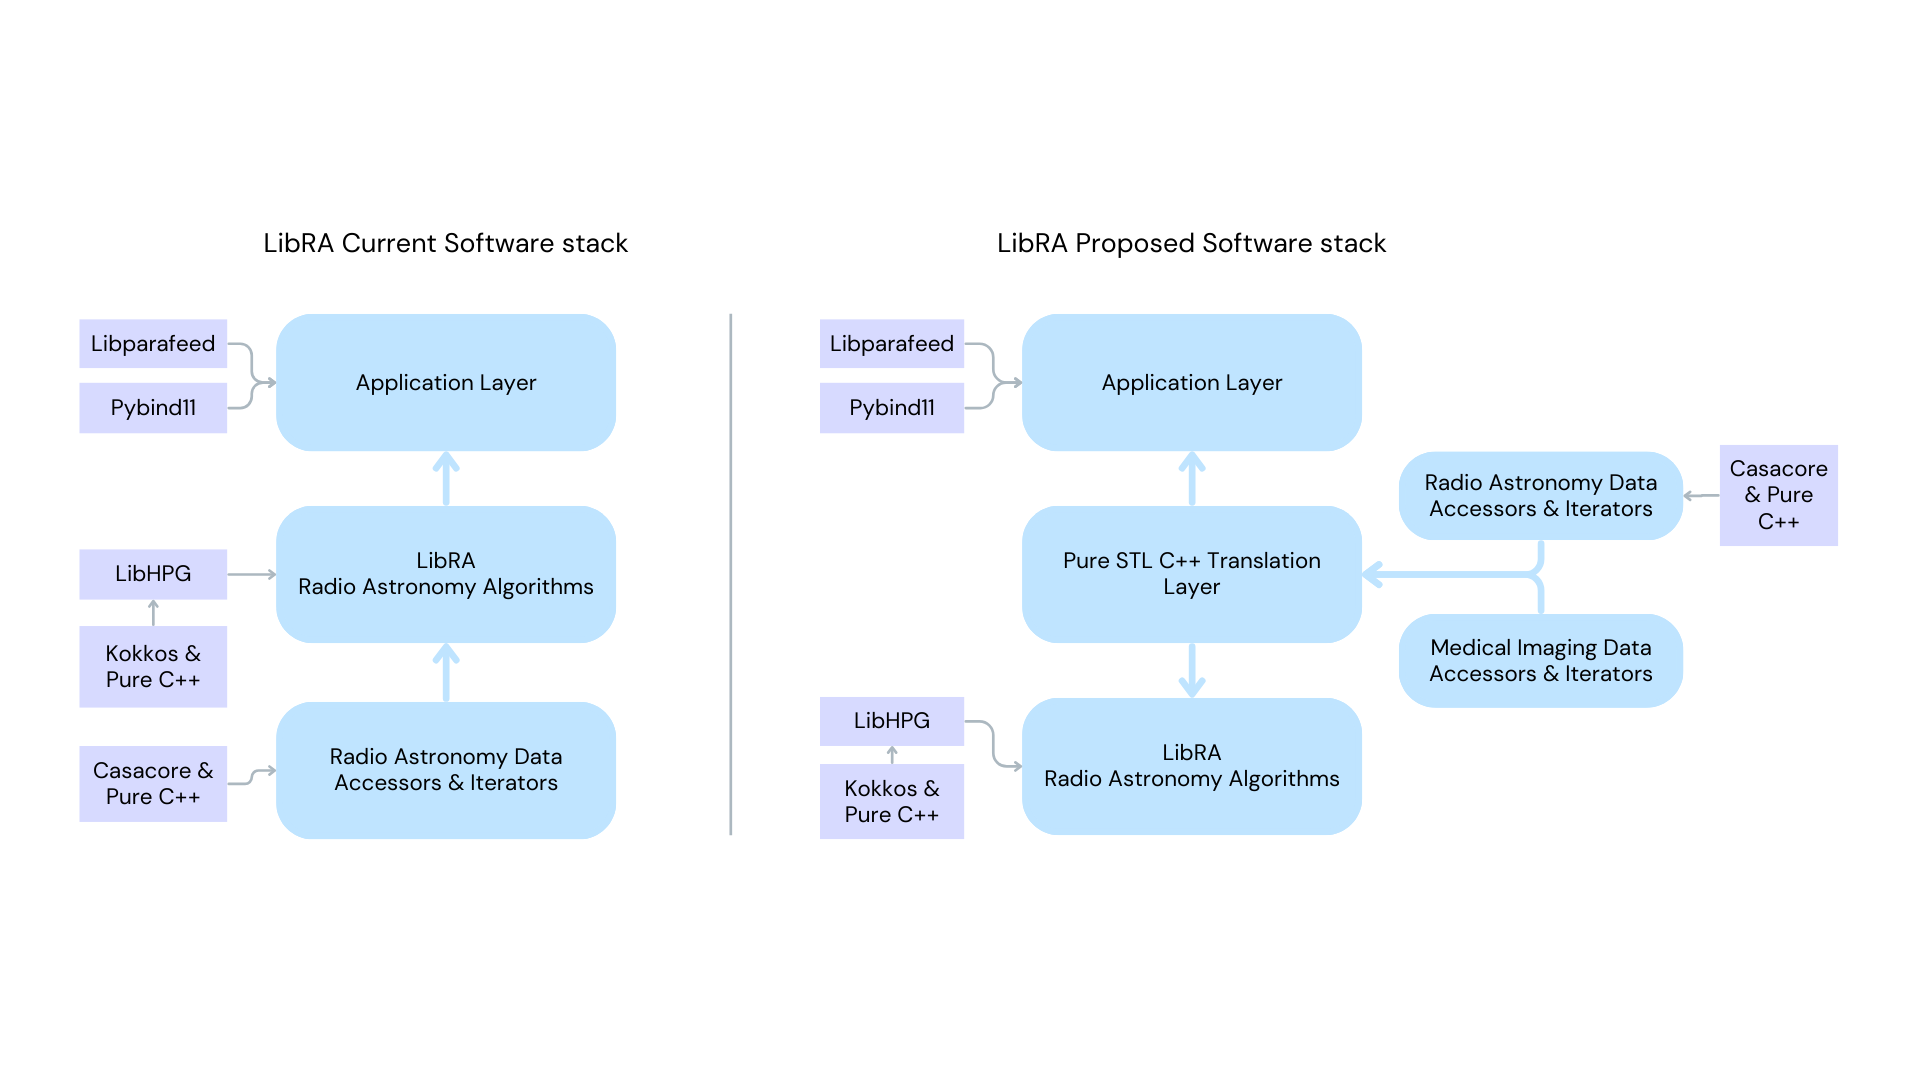 LibRA Current Software stack
Libparafeed
Pybind11
Application Layer
LibHPG
LibRA
Radio Astronomy Algorithms
Kokkos &
Pure C++
Casacore &
Pure C++
Radio Astronomy Data
Accessors & Iterators
LibRA Proposed Software stack
Libparafeed
Pybind11
Application Layer
Pure STL C++ Translation
Layer
Radio Astronomy Data
Accessors & Iterators
Casacore
& Pure
C++
Medical Imaging Data
Accessors & Iterators
LibHPG
Kokkos &
Pure C++
LibRA
Radio Astronomy Algorithms